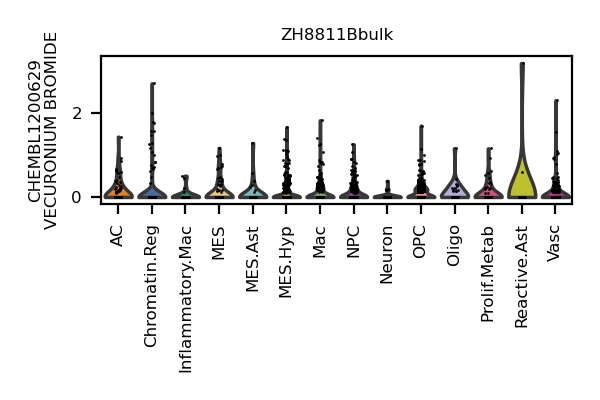 ZH8811Bbulk
CHEMBL1200629
VECURONIUM BROMIDE
2
0
AC
Chromatin.Reg
Inflammatory.Mac
MES
MES.Ast
MES.Hyp
Mac
NPC
Neuron
OPC
Oligo
Prolif.Metab
Reactive.Ast
Vasc